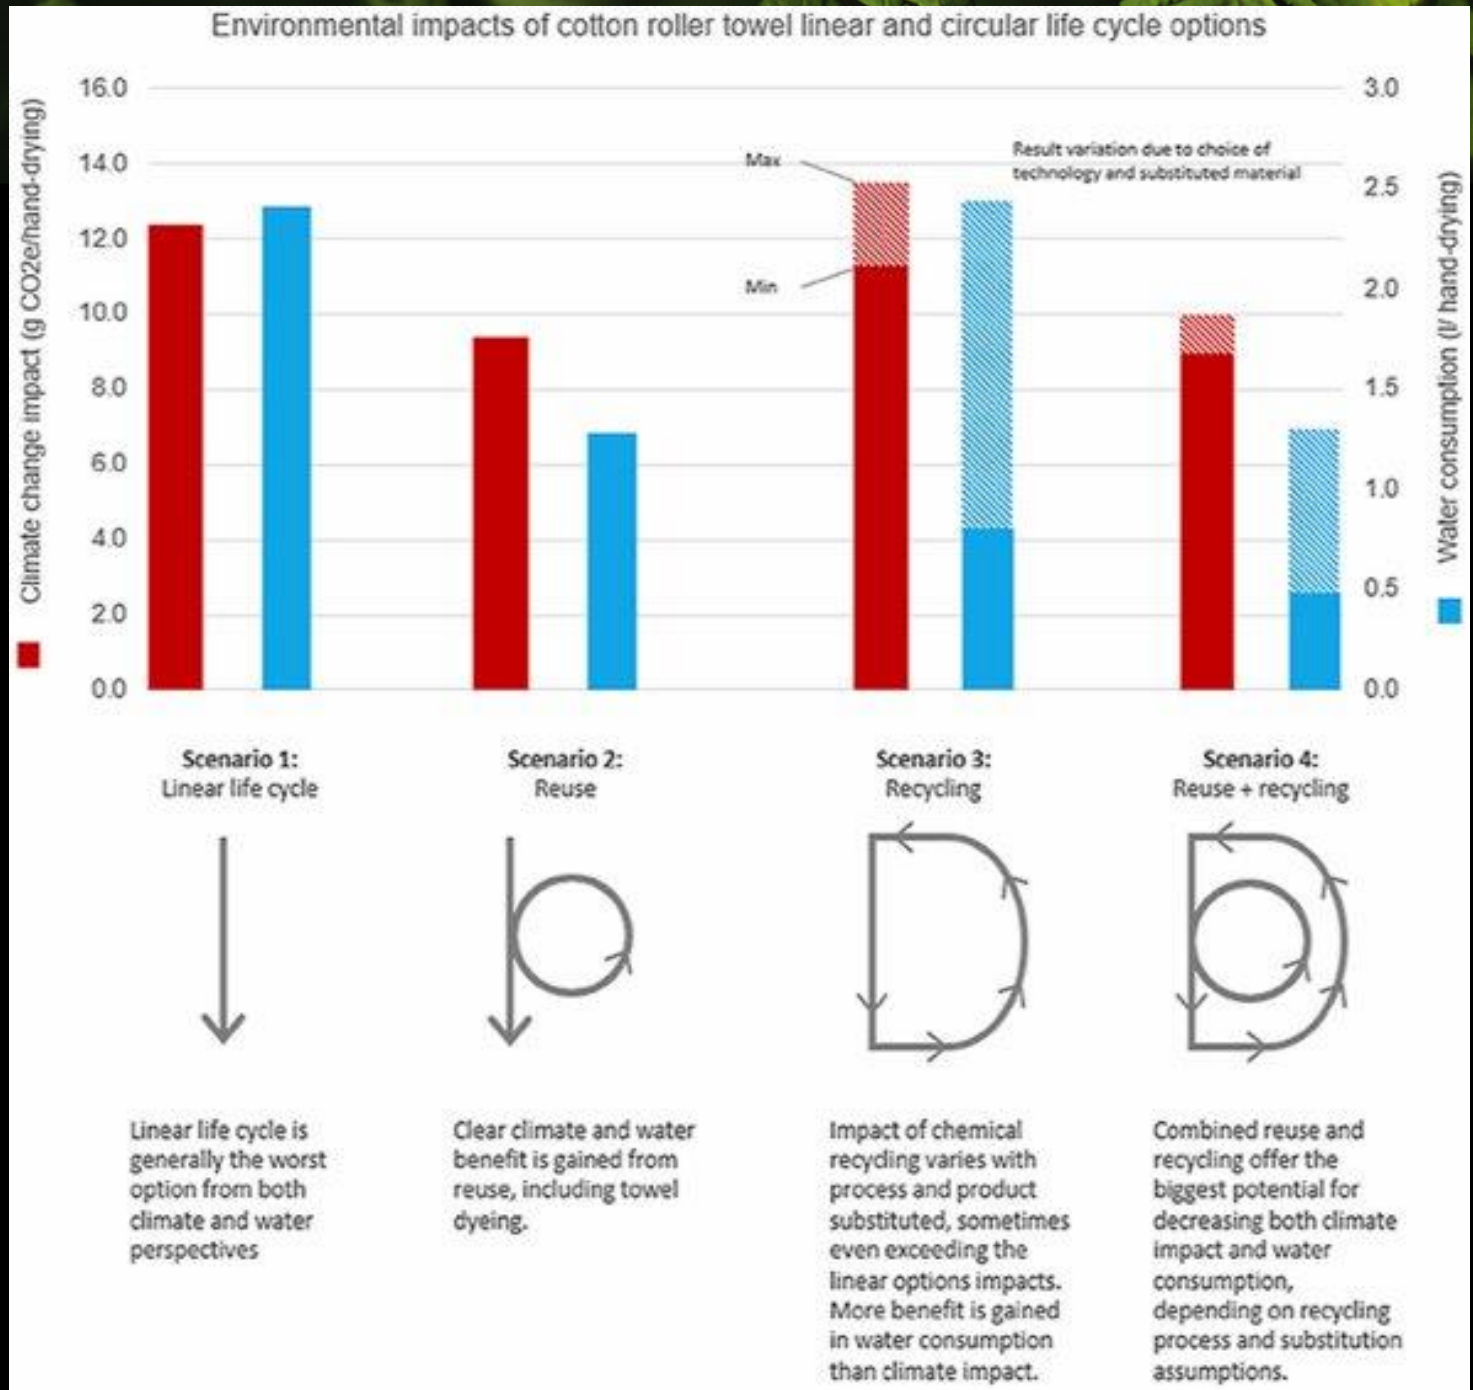 Environmental impacts of cotton roller towel linear and circular life cycle options
Climate change impact (g CO2e/hand-drying)
16.0
14.0
12.0
10.0
8.0
6.0
4.0
2.0
0.0
Max
Min
Result variation due to choice of
technology and substituted material
3.0
2.5
2.0
1.5
1.0
0.5
0.0
Water consumption (l/ hand-drying)
Scenario 1:
Linear life cycle
Scenario 2:
Reuse
Scenario 3:
Recycling
Scenario 4:
Reuse + recycling
Linear life cycle is
generally the worst
option from both
climate and water
perspectives
Clear climate and water
benefit is gained from
reuse, including towel
dyeing.
Impact of chemical
recycling varies with
process and product
substituted, sometimes
even exceeding the
linear options impacts.
More benefit is gained
in water consumption
than climate impact.
Combined reuse and
recycling offer the
biggest potential for
decreasing both climate
impact and water
consumption,
depending on recycling
process and substitution
assumptions.